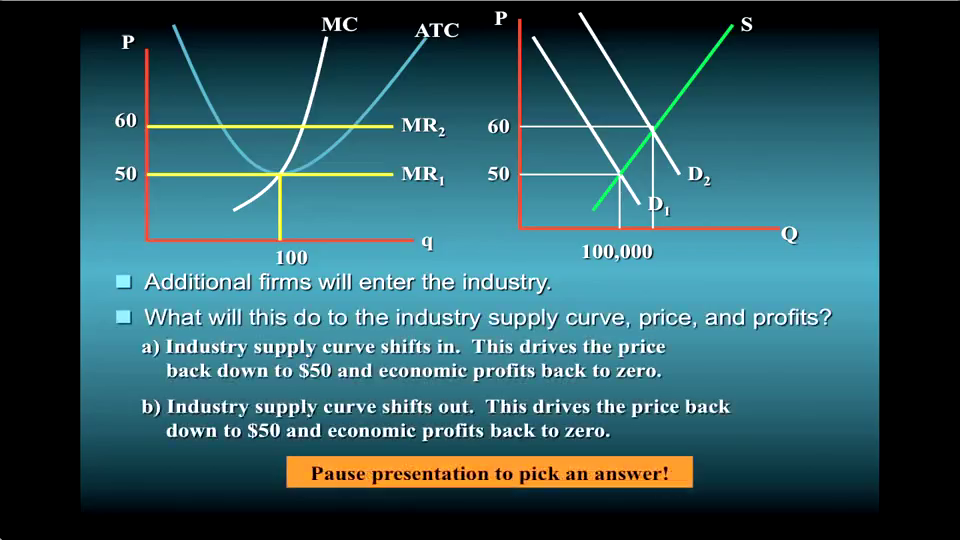 MC
ATC
P
60
MR2
50
MR1
q
100
P
S
60
50
D2
D1
Q
100,000
Additional firms will enter the industry.
What will this do to the industry supply curve, price, and profits?
a) Industry supply curve shifts in. This drives the price
back down to $50 and economic profits back to zero.
b) Industry supply curve shifts out. This drives the price back
down to $50 and economic profits back to zero.
Pause presentation to pick an answer!